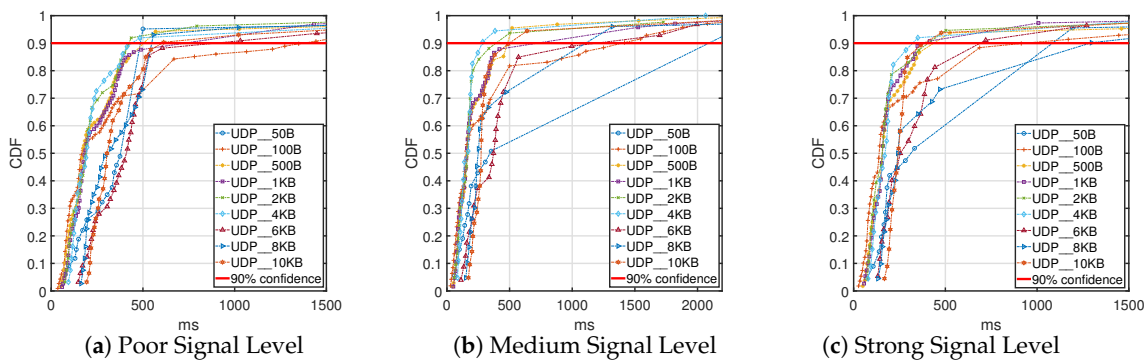 CDF
1
0.9
0.8
0.7
0.6
0.5
0.4
0.3
0.2
0.1
0
0 500 1000 1500
ms
UDP__50B
UDP__100B
UDP__500B
UDP__1KB
UDP__2KB
UDP__4KB
UDP__6KB
UDP__8KB
UDP__10KB
90% confidence
(a) Poor Signal Level
CDF
1
0.9
0.8
0.7
0.6
0.5
0.4
0.3
0.2
0.1
0
0 500 1000 1500 2000
ms
UDP__50B
UDP__100B
UDP__500B
UDP__1KB
UDP__2KB
UDP__4KB
UDP__6KB
UDP__8KB
UDP__10KB
90% confidence
(b) Medium Signal Level
CDF
1
0.9
0.8
0.7
0.6
0.5
0.4
0.3
0.2
0.1
0
0 500 1000 1500
ms
UDP__50B
UDP__100B
UDP__500B
UDP__1KB
UDP__2KB
UDP__4KB
UDP__6KB
UDP__8KB
UDP__10KB
90% confidence
(c) Strong Signal Level